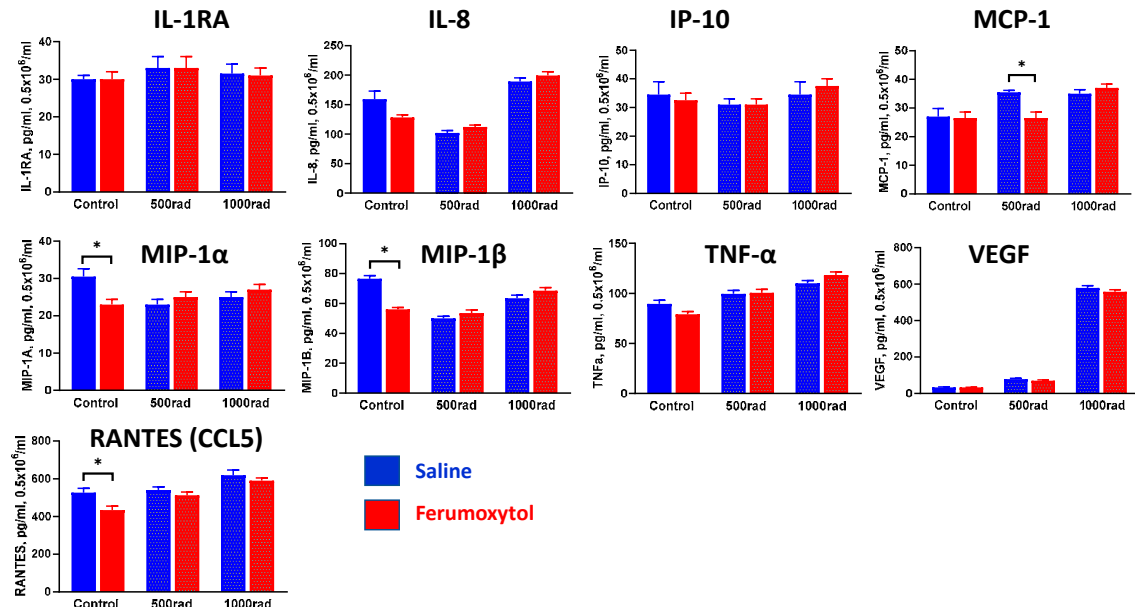 IL-1RA
IL-1RA, pg/ml, 0.5x10⁶/ml
40
30
20
10
0
Control 500rad 1000rad
IL-8
IL-8, pg/ml, 0.5x10⁶/ml
250
200
150
100
50
0
Control 500rad 1000rad
IP-10
IP-10, pg/ml, 0.5x10⁶/ml
50
40
30
20
10
0
Control 500rad 1000rad
MCP-1
MCP-1, pg/ml, 0.5x10⁶/ml
50
40
30
20
10
0
*
Control 500rad 1000rad
MIP-1α
MIP-1A, pg/ml, 0.5x10⁶/ml
40
30
20
10
0
*
Control 500rad 1000rad
MIP-1β
MIP-1B, pg/ml, 0.5x10⁶/ml
100
80
60
40
20
0
*
Control 500rad 1000rad
TNF-α
TNFa, pg/ml, 0.5x10⁶/ml
150
100
50
0
Control 500rad 1000rad
VEGF
VEGF, pg/ml, 0.5x10⁶/ml
800
600
400
200
0
Control 500rad 1000rad
RANTES (CCL5)
RANTES, pg/ml, 0.5x10⁶/ml
800
600
400
200
0
*
Control 500rad 1000rad
Saline
Ferumoxytol